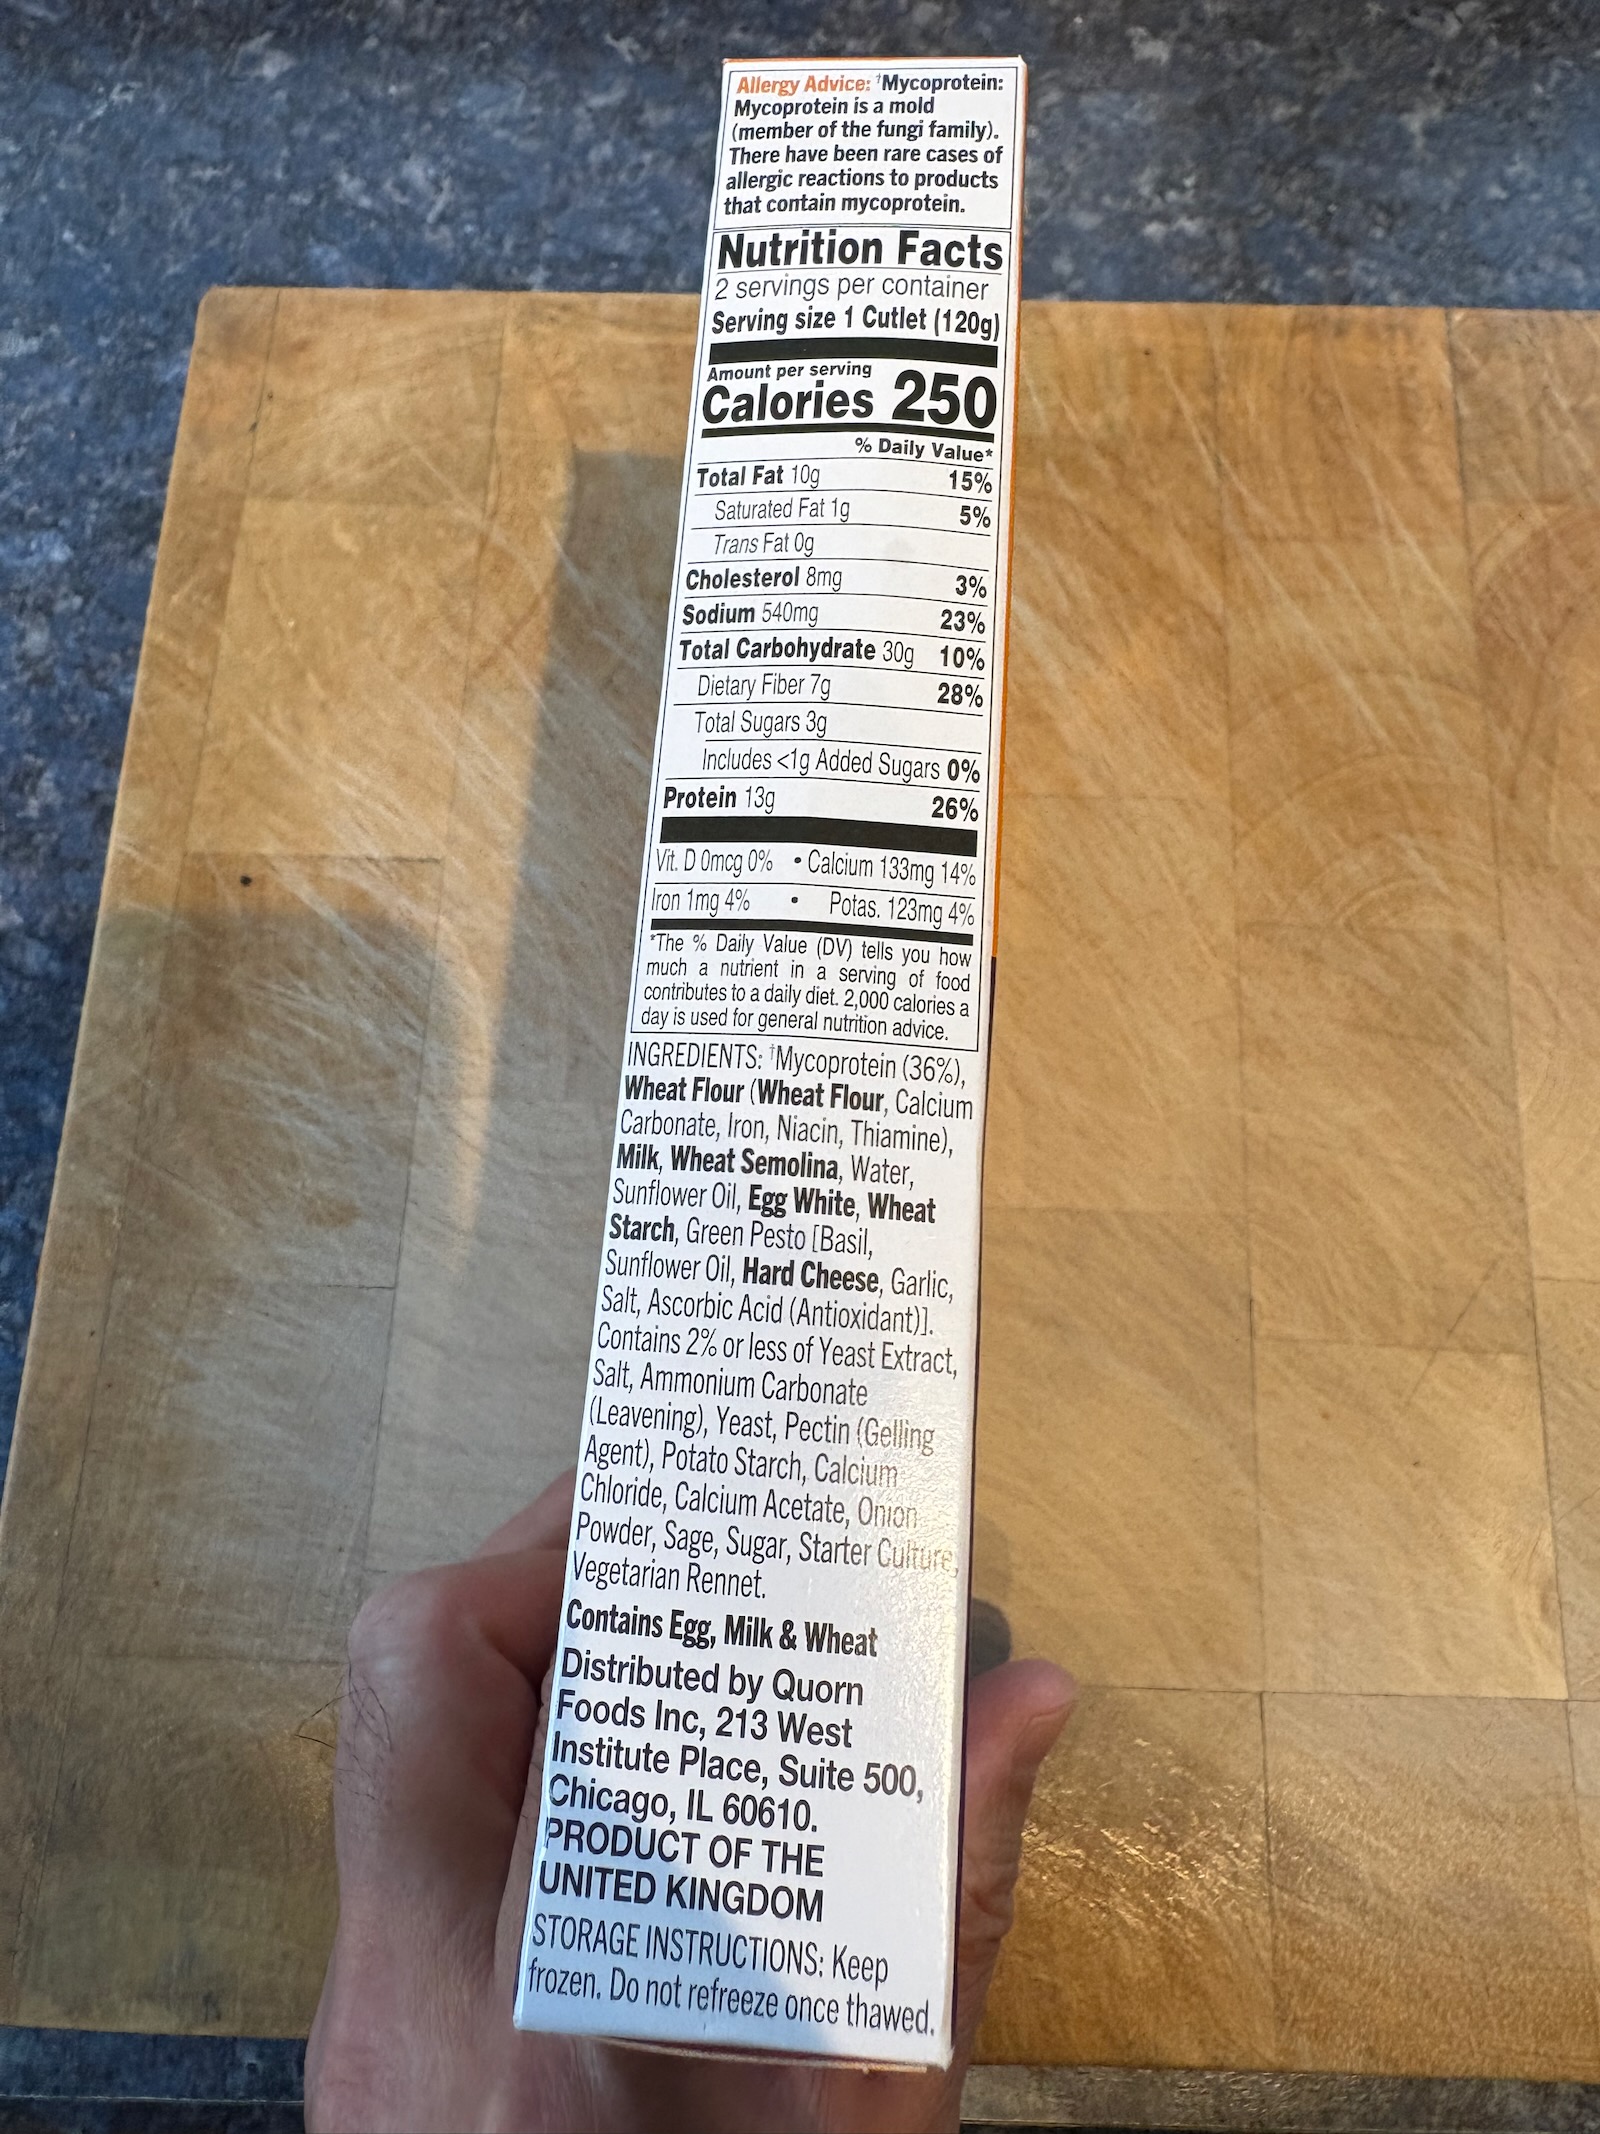 Allergy Advice: †Mycoprotein:
Mycoprotein is a mold
(member of the fungi family).
There have been rare cases of
allergic reactions to products
that contain mycoprotein.
Nutrition Facts
2 servings per container
Serving size 1 Cutlet (120g)
Amount per serving
Calories 250
% Daily Value*
Total Fat 10g 15%
Saturated Fat 1g 5%
Trans Fat 0g
Cholesterol 8mg 3%
Sodium 540mg 23%
Total Carbohydrate 30g 10%
Dietary Fiber 7g 28%
Total Sugars 3g
Includes <1g Added Sugars 0%
Protein 13g 26%
Vit. D 0mcg 0% • Calcium 133mg 14%
Iron 1mg 4% • Potas. 123mg 4%
*The % Daily Value (DV) tells you how
much a nutrient in a serving of food
contributes to a daily diet. 2,000 calories a
day is used for general nutrition advice.
INGREDIENTS: †Mycoprotein (36%),
Wheat Flour (Wheat Flour, Calcium
Carbonate, Iron, Niacin, Thiamine),
Milk, Wheat Semolina, Water,
Sunflower Oil, Egg White, Wheat
Starch, Green Pesto [Basil,
Sunflower Oil, Hard Cheese, Garlic,
Salt, Ascorbic Acid (Antioxidant)].
Contains 2% or less of Yeast Extract,
Salt, Ammonium Carbonate
(Leavening), Yeast, Pectin (Gelling
Agent), Potato Starch, Calcium
Chloride, Calcium Acetate, Onion
Powder, Sage, Sugar, Starter Culture,
Vegetarian Rennet.
Contains Egg, Milk & Wheat
Distributed by Quorn
Foods Inc, 213 West
Institute Place, Suite 500,
Chicago, IL 60610.
PRODUCT OF THE
UNITED KINGDOM
STORAGE INSTRUCTIONS: Keep
frozen. Do not refreeze once thawed.